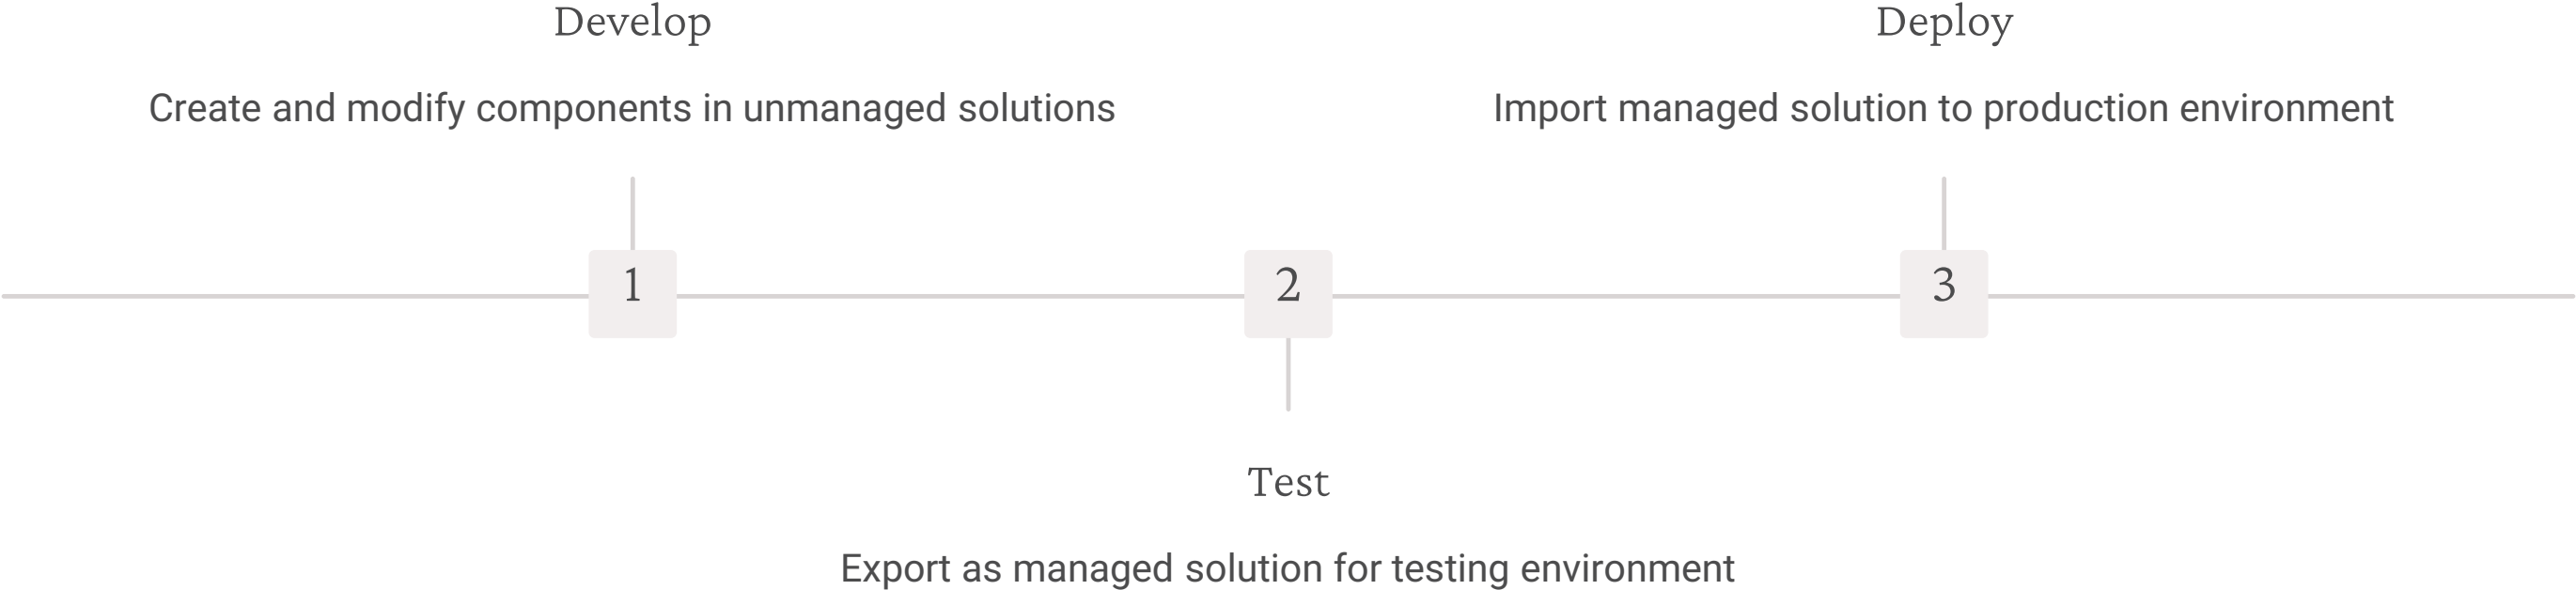 Develop
Create and modify components in unmanaged solutions
1
2
Test
Export as managed solution for testing environment
Deploy
Import managed solution to production environment
3